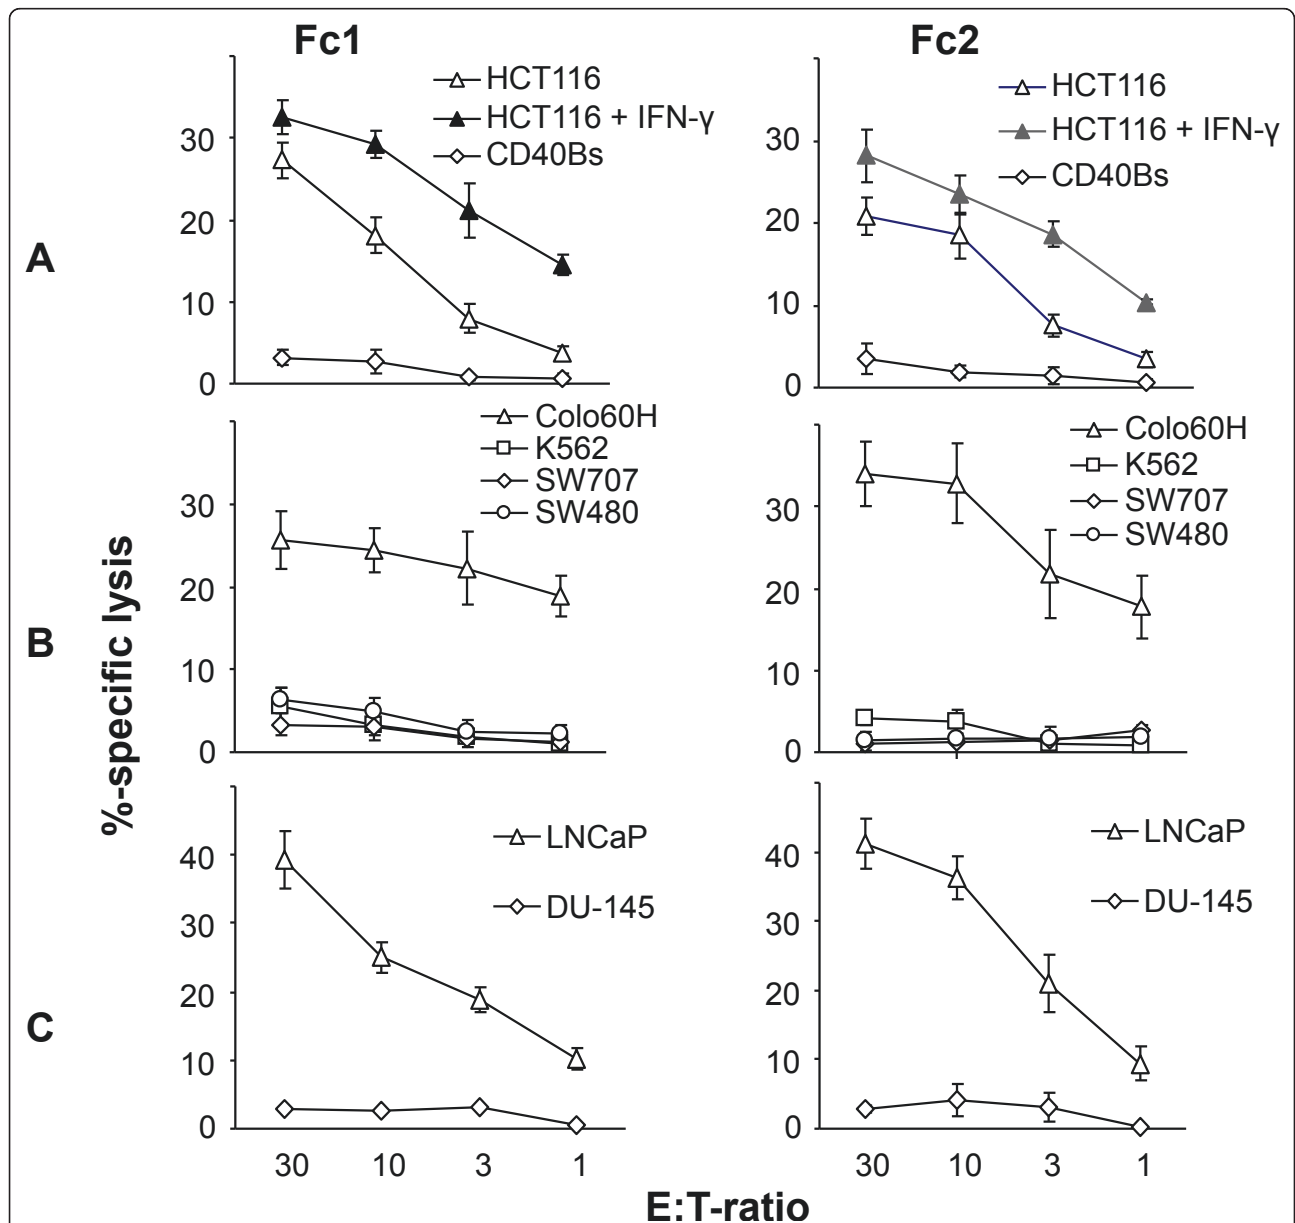 Fc1
Fc2
A
HCT116
HCT116 + IFN-γ
CD40Bs
30
20
10
0
HCT116
HCT116 + IFN-γ
CD40Bs
30
20
10
0
B
%-specific lysis
Colo60H
K562
SW707
SW480
30
20
10
0
Colo60H
K562
SW707
SW480
30
20
10
0
C
LNCaP
DU-145
40
30
20
10
0
30 10 3 1
LNCaP
DU-145
40
30
20
10
0
30 10 3 1
E:T-ratio